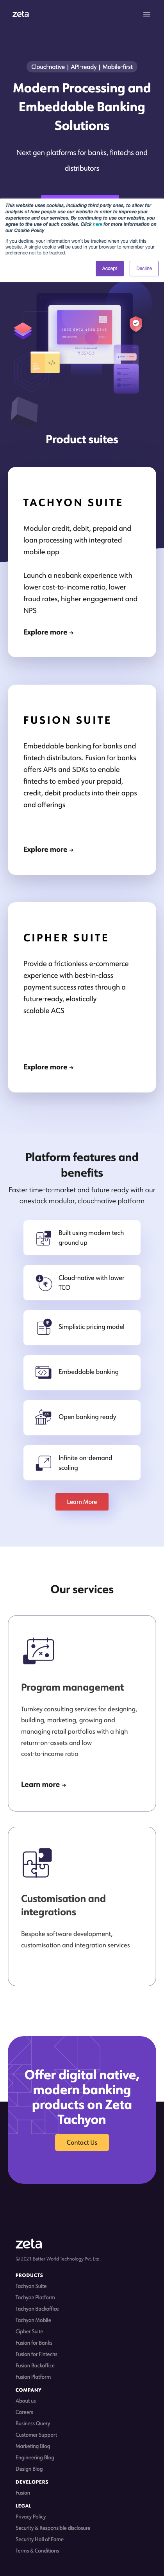 zeta
Cloud-native | API-ready | Mobile-first
Modern Processing and
Embeddable Banking
Solutions
Next gen platforms for banks, fintechs and
distributors
This website uses cookies, including third party ones, to allow for
analysis of how people use our website in order to improve your
experience and our services. By continuing to use our website, you
agree to the use of such cookies. Click here for more information on
our Cookie Policy
If you decline, your information won't be tracked when you visit this
website. A single cookie will be used in your browser to remember your
preference not to be tracked.
Accept
Decline
Product suites
TACHYON SUITE
Modular credit, debit, prepaid and
loan processing with integrated
mobile app
Launch a neobank experience with
lower cost-to-income ratio, lower
fraud rates, higher engagement and
NPS
Explore more →
FUSION SUITE
Embeddable banking for banks and
fintech distributors. Fusion for banks
offers APIs and SDKs to enable
fintechs to embed your prepaid,
credit, debit products into their apps
and offerings
Explore more →
CIPHER SUITE
Provide a frictionless e-commerce
experience with best-in-class
payment success rates through a
future-ready, elastically
scalable ACS
Explore more →
Platform features and
benefits
Faster time-to-market and future ready with our
onestack modular, cloud-native platform
Built using modern tech
ground up
Cloud-native with lower
TCO
Simplistic pricing model
Embeddable banking
Open banking ready
Infinite on-demand
scaling
Learn More
Our services
Program management
Turnkey consulting services for designing,
building, marketing, growing and
managing retail portfolios with a high
return-on-assets and low
cost-to-income ratio
Learn more →
Customisation and
integrations
Bespoke software development,
customisation and integration services
Offer digital native,
modern banking
products on Zeta
Tachyon
Contact Us
zeta
© 2021 Better World Technology Pvt. Ltd.
PRODUCTS
Tachyon Suite
Tachyon Platform
Tachyon Backoffice
Tachyon Mobile
Cipher Suite
Fusion for Banks
Fusion for Fintechs
Fusion Backoffice
Fusion Platform
COMPANY
About us
Careers
Business Query
Customer Support
Marketing Blog
Engineering Blog
Design Blog
DEVELOPERS
Fusion
LEGAL
Privacy Policy
Security & Responsible disclosure
Security Hall of Fame
Terms & Conditions